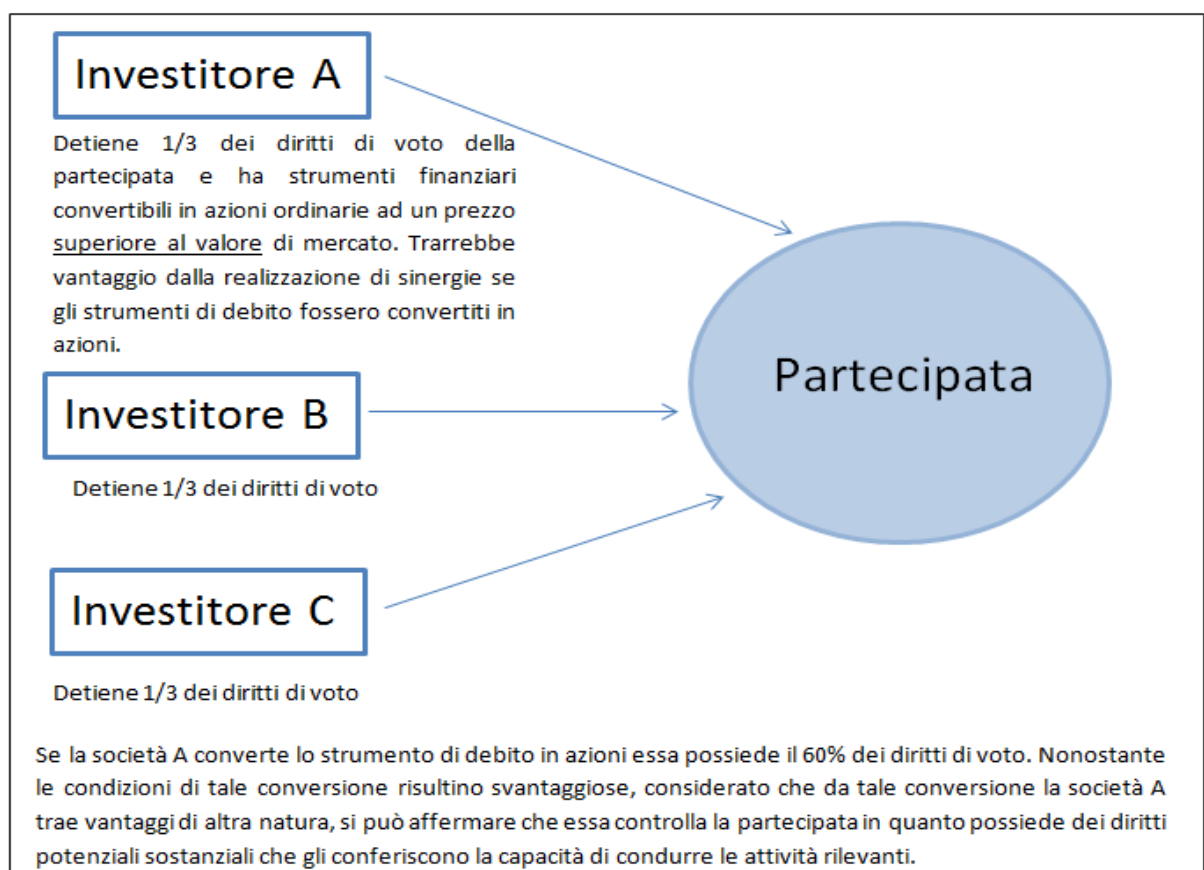 Investitore A
Detiene 1/3 dei diritti di voto della
partecipata e ha strumenti finanziari
convertibili in azioni ordinarie ad un prezzo
superiore al valore di mercato. Trarrebbe
vantaggio dalla realizzazione di sinergie se
gli strumenti di debito fossero convertiti in
azioni.
Investitore B
Detiene 1/3 dei diritti di voto
Investitore C
Detiene 1/3 dei diritti di voto
Partecipata
Se la società A converte lo strumento di debito in azioni essa possiede il 60% dei diritti di voto. Nonostante
le condizioni di tale conversione risultino svantaggiose, considerato che da tale conversione la società A
trae vantaggi di altra natura, si può affermare che essa controlla la partecipata in quanto possiede dei diritti
potenziali sostanziali che gli conferiscono la capacità di condurre le attività rilevanti.